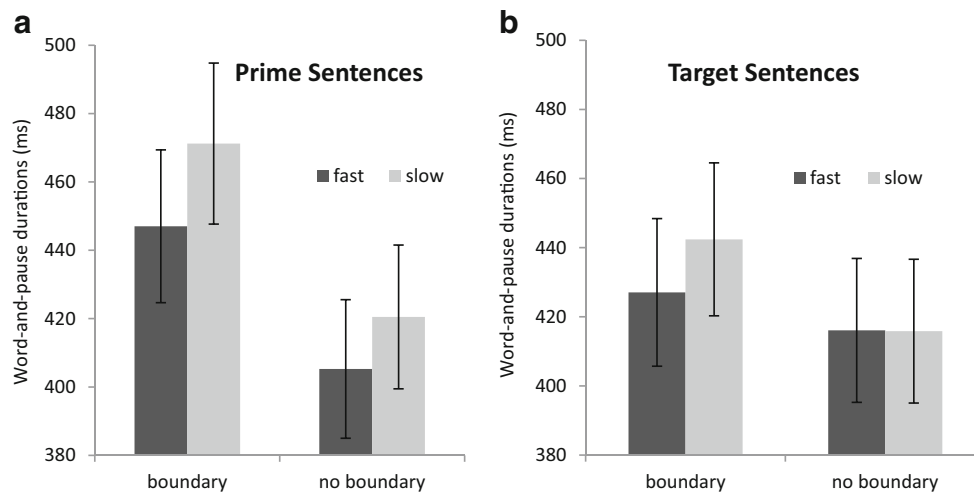 a
Prime Sentences
Word-and-pause durations (ms)
500
480
460
440
420
400
380
fast slow
boundary no boundary
b
Target Sentences
Word-and-pause durations (ms)
500
480
460
440
420
400
380
fast slow
boundary no boundary